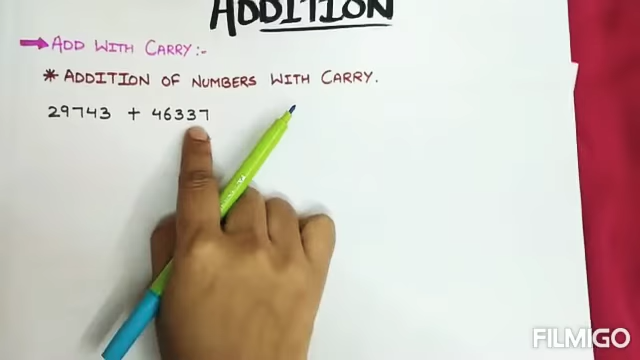 ADDITION
ADD WITH CARRY:-
* ADDITION OF NUMBERS WITH CARRY.
29743 + 46337
FILMIGO